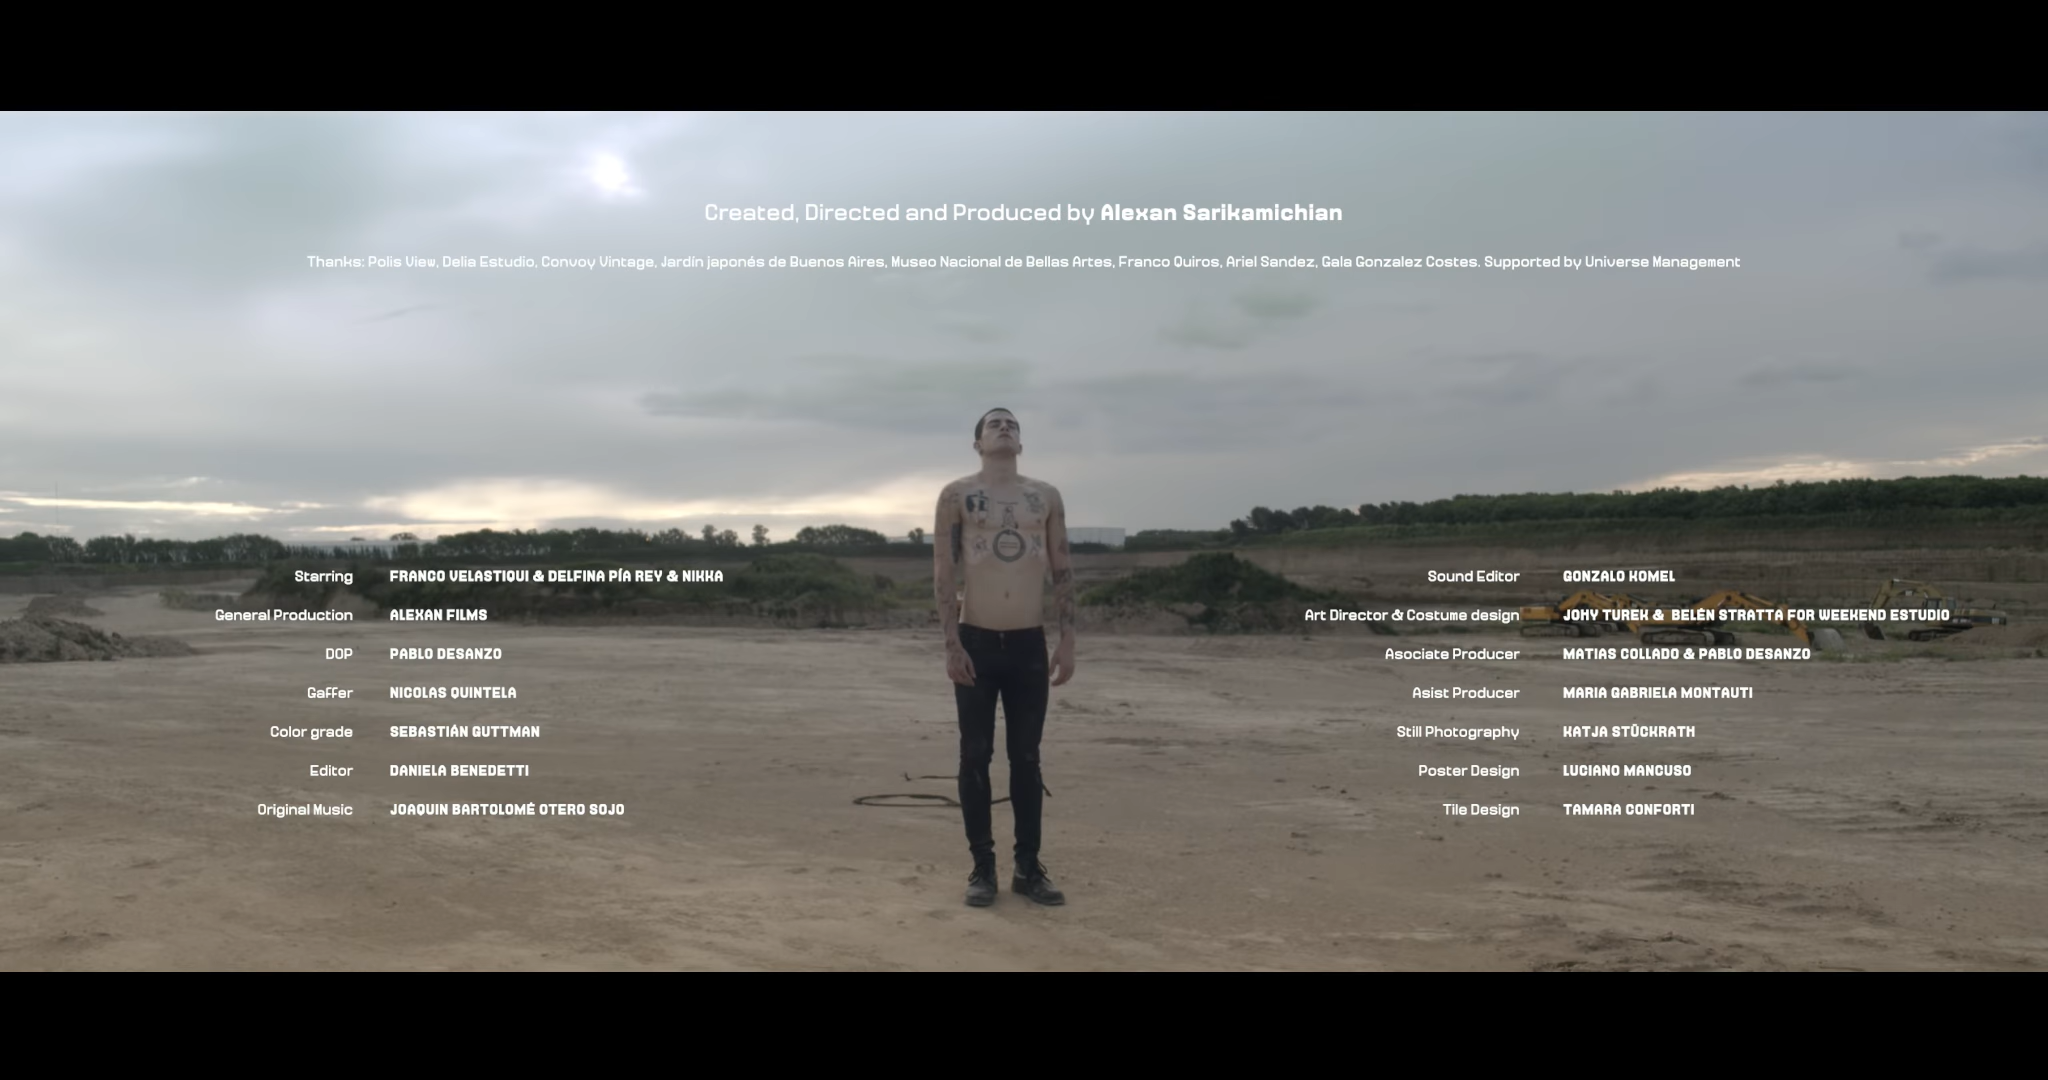 Created, Directed and Produced by Alexan Sarikamichian
Thanks: Polis View, Delia Estudio, Convoy Vintage, Jardín japonés de Buenos Aires, Museo Nacional de Bellas Artes, Franco Quiros, Ariel Sandez, Gala Gonzalez Costes. Supported by Universe Management
Starring FRANCO VELASTIQUI & DELFINA PÍA REY & NIKKA
General Production ALEXAN FILMS
DOP PABLO DESANZO
Gaffer NICOLAS QUINTELA
Color grade SEBASTIÁN GUTTMAN
Editor DANIELA BENEDETTI
Original Music JOAQUIN BARTOLOMÉ OTERO SOJO
Sound Editor GONZALO KOMEL
Art Director & Costume design JOHY TUREK & BELÉN STRATTA FOR WEEKEND ESTUDIO
Asociate Producer MATIAS COLLADO & PABLO DESANZO
Asist Producer MARIA GABRIELA MONTAUTI
Still Photography KATJA STÜCKRATH
Poster Design LUCIANO MANCUSO
Tile Design TAMARA CONFORTI